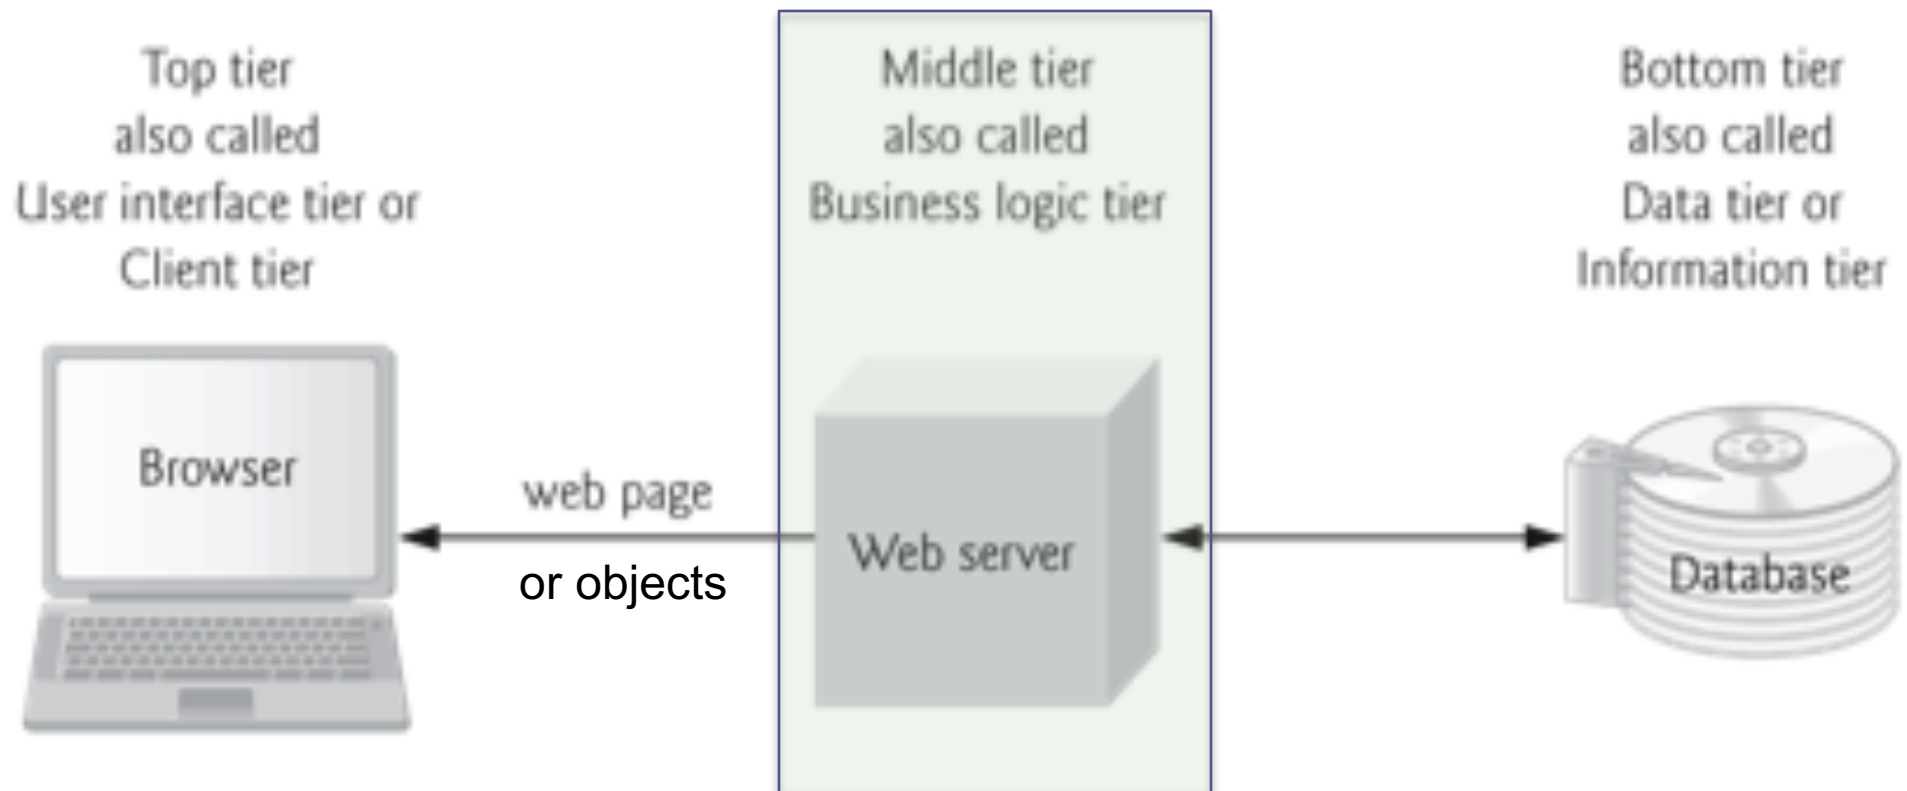 Top tier
also called
User interface tier or
Client tier
Middle tier
also called
Business logic tier
Bottom tier
also called
Data tier or
Information tier
Browser
web page
or objects
Web server
Database